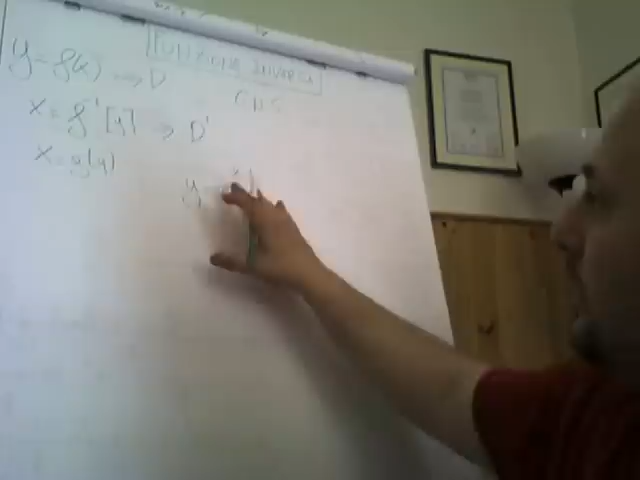 FUNZIONE INVERSA
y = f(x) ⇒ D
x = f⁻¹[y] ⇒ D'
x = g(y)
y =